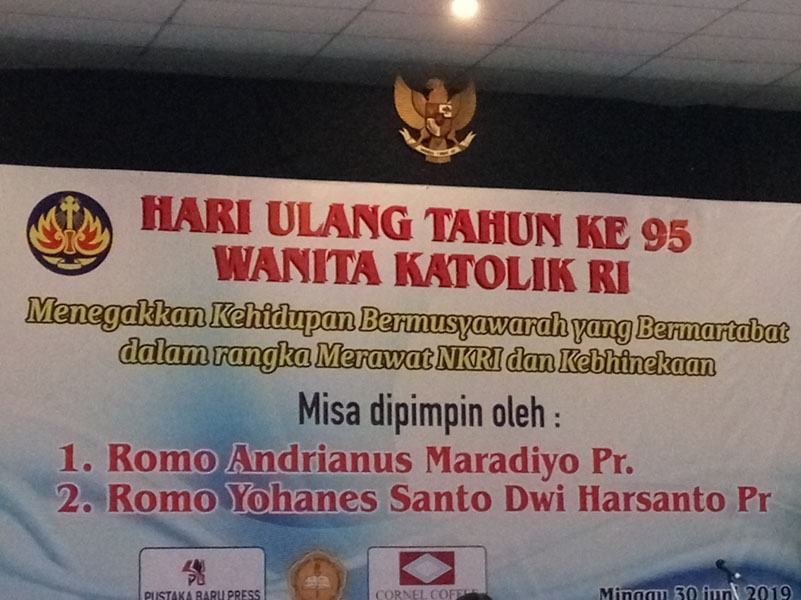 HARI ULANG TAHUN KE 95
WANITA KATOLIK RI
Menegakkan Kehidupan Bermusyawarah yang Bermartabat
dalam rangka Merawat NKRI dan Kebhinekaan
Misa dipimpin oleh :
1. Romo Andrianus Maradiyo Pr.
2. Romo Yohanes Santo Dwi Harsanto Pr
PUSTAKA BARU PRESS
CORNEL COFFEE
Minggu 30 juni 2019